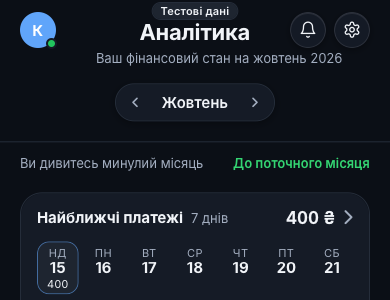 Тестові дані
К
Аналітика
Ваш фінансовий стан на жовтень 2026
Жовтень
Ви дивитесь минулий місяць До поточного місяця
Найближчі платежі 7 днів 400 ₴
НД ПН ВТ СР ЧТ ПТ СБ
15 16 17 18 19 20 21
400